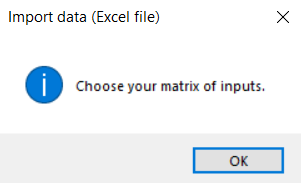 Import data (Excel file)
Choose your matrix of inputs.
OK